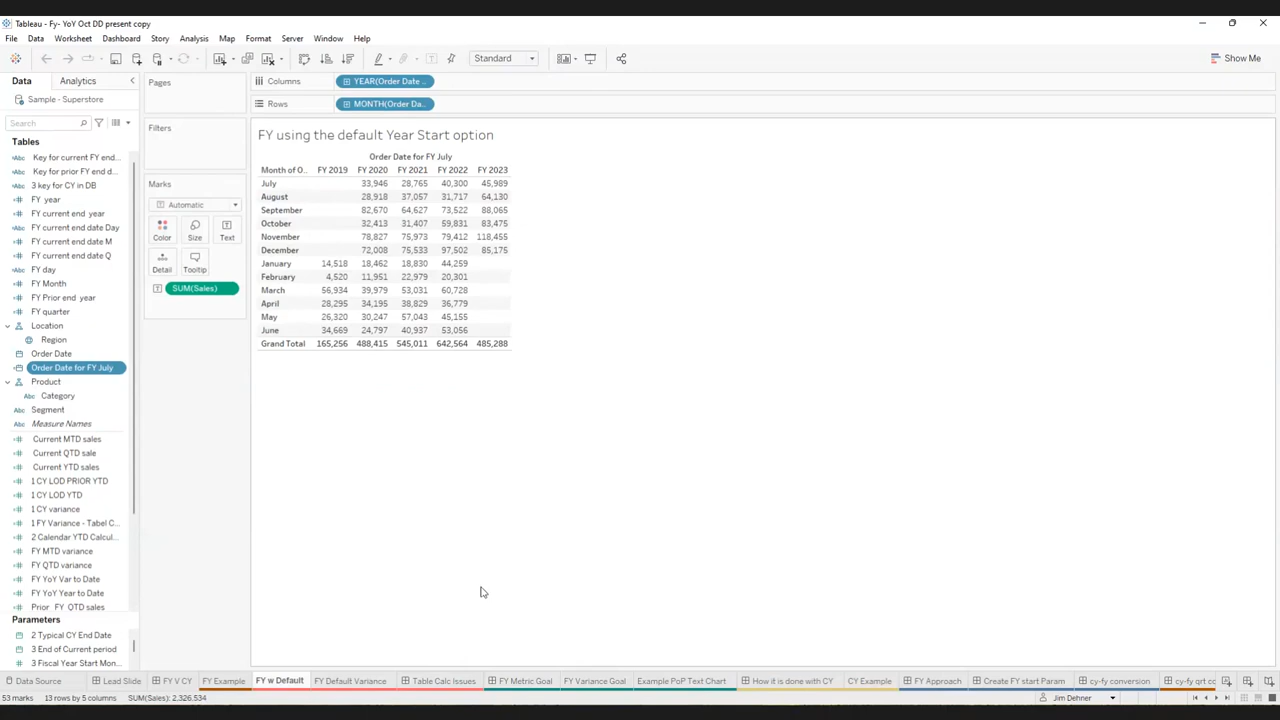 Tableau - Fy- YoY Oct DD present copy
File Data Worksheet Dashboard Story Analysis Map Format Server Window Help
Standard Show Me
Data Analytics
Sample - Superstore
Search
Tables
Abc Key for current FY end...
Abc Key for prior FY end d...
3 key for CY in DB
FY year
Abc FY current end year
Abc FY current end date Day
FY current end date M
FY current end date Q
Abc FY day
FY Month
FY Prior end year
FY quarter
Location
Region
Order Date
Order Date for FY July
Product
Abc Category
Abc Segment
Abc Measure Names
Current MTD sales
Current QTD sale
Current YTD sales
1 CY LOD PRIOR YTD
1 CY LOD YTD
1 CY variance
1 FY Variance - Tabel C...
2 Calendar YTD Calcul...
FY MTD variance
FY QTD variance
FY YoY Var to Date
FY YoY Year to Date
Prior FY QTD sales
Parameters
2 Typical CY End Date
3 End of Current period
3 Fiscal Year Start Mon...
Pages
Filters
Marks
Automatic
Color Size Text
Detail Tooltip
SUM(Sales)
Columns YEAR(Order Date ..
Rows MONTH(Order Da..
FY using the default Year Start option
Order Date for FY July
Month of O.. FY 2019 FY 2020 FY 2021 FY 2022 FY 2023
July 33,946 28,765 40,300 45,989
August 28,918 37,057 31,717 64,130
September 82,670 64,627 73,522 88,065
October 32,413 31,407 59,831 83,475
November 78,827 75,973 79,412 118,455
December 72,008 75,533 97,502 85,175
January 14,518 18,462 18,830 44,259
February 4,520 11,951 22,979 20,301
March 56,934 39,979 53,031 60,728
April 28,295 34,195 38,829 36,779
May 26,320 30,247 57,043 45,155
June 34,669 24,797 40,937 53,056
Grand Total 165,256 488,415 545,011 642,564 485,288
Data Source Lead Slide FY V CY FY Example FY w Default FY Default Variance Table Calc Issues FY Metric Goal FY Variance Goal Example PoP Text Chart How it is done with CY CY Example FY Approach Create FY start Param cy-fy conversion cy-fy qrt cc
53 marks 13 rows by 5 columns SUM(Sales): 2,326,534 Jim Dehner